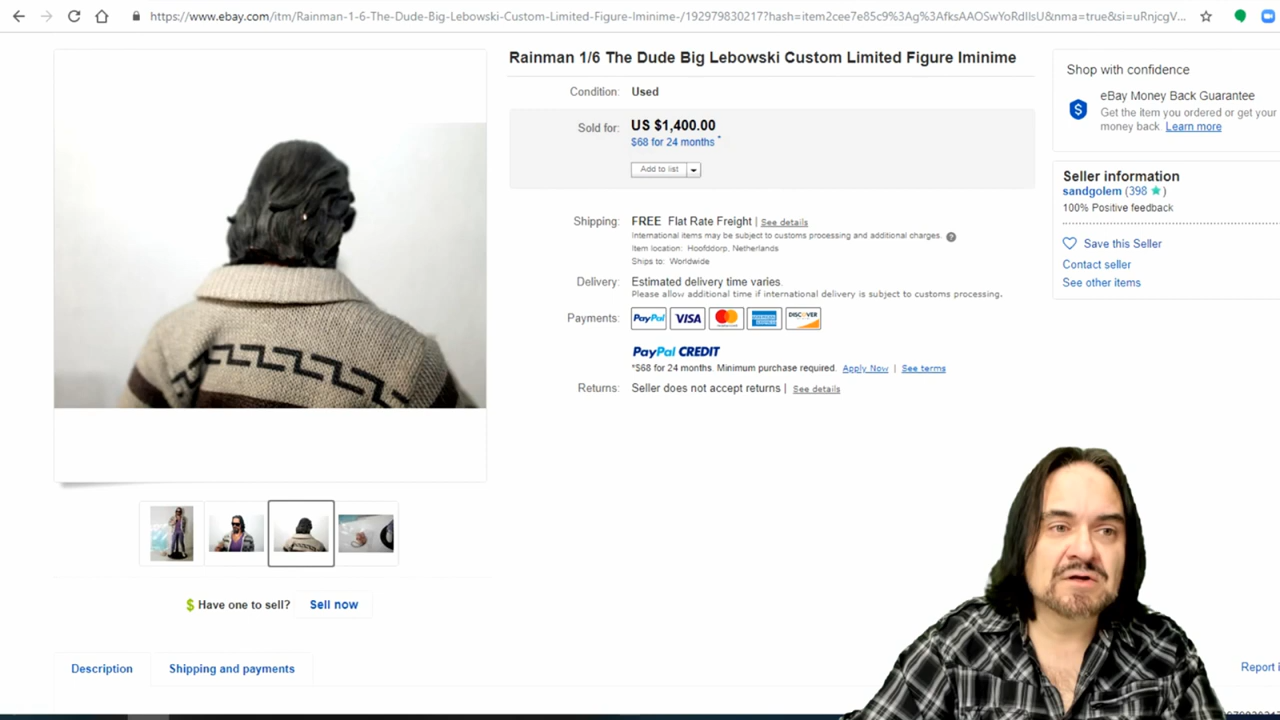 https://www.ebay.com/itm/Rainman-1-6-The-Dude-Big-Lebowski-Custom-Limited-Figure-Iminime-/192979830217?hash=item2cee7e85c9%3Ag%3AfksAAOSwYoRdIlsU&nma=true&si=uRnjcgV...
Rainman 1/6 The Dude Big Lebowski Custom Limited Figure Iminime
Condition: Used
Sold for: US $1,400.00
$68 for 24 months *
Add to list
Shipping: FREE Flat Rate Freight | See details
International items may be subject to customs processing and additional charges. ?
Item location: Hoofddorp, Netherlands
Ships to: Worldwide
Delivery: Estimated delivery time varies.
Please allow additional time if international delivery is subject to customs processing.
Payments: PayPal VISA MasterCard AMERICAN EXPRESS DISCOVER
PayPal CREDIT
*$68 for 24 months. Minimum purchase required. Apply Now | See terms
Returns: Seller does not accept returns | See details
Shop with confidence
eBay Money Back Guarantee
Get the item you ordered or get your
money back. Learn more
Seller information
sandgolem (398 )
100% Positive feedback
Save this Seller
Contact seller
See other items
$ Have one to sell? Sell now
Description
Shipping and payments
Report i